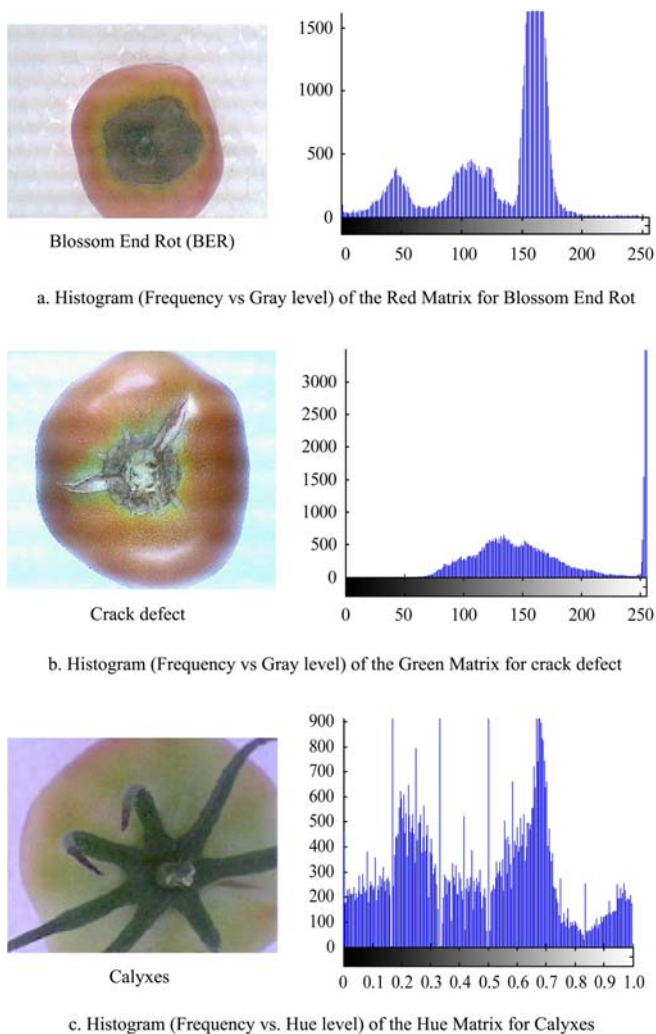 1500
1000
500
0
0 50 100 150 200 250
Blossom End Rot (BER)
a. Histogram (Frequency vs Gray level) of the Red Matrix for Blossom End Rot
3000
2500
2000
1500
1000
500
0
0 50 100 150 200 250
Crack defect
b. Histogram (Frequency vs Gray level) of the Green Matrix for crack defect
900
800
700
600
500
400
300
200
100
0
0 0.1 0.2 0.3 0.4 0.5 0.6 0.7 0.8 0.9 1.0
Calyxes
c. Histogram (Frequency vs. Hue level) of the Hue Matrix for Calyxes